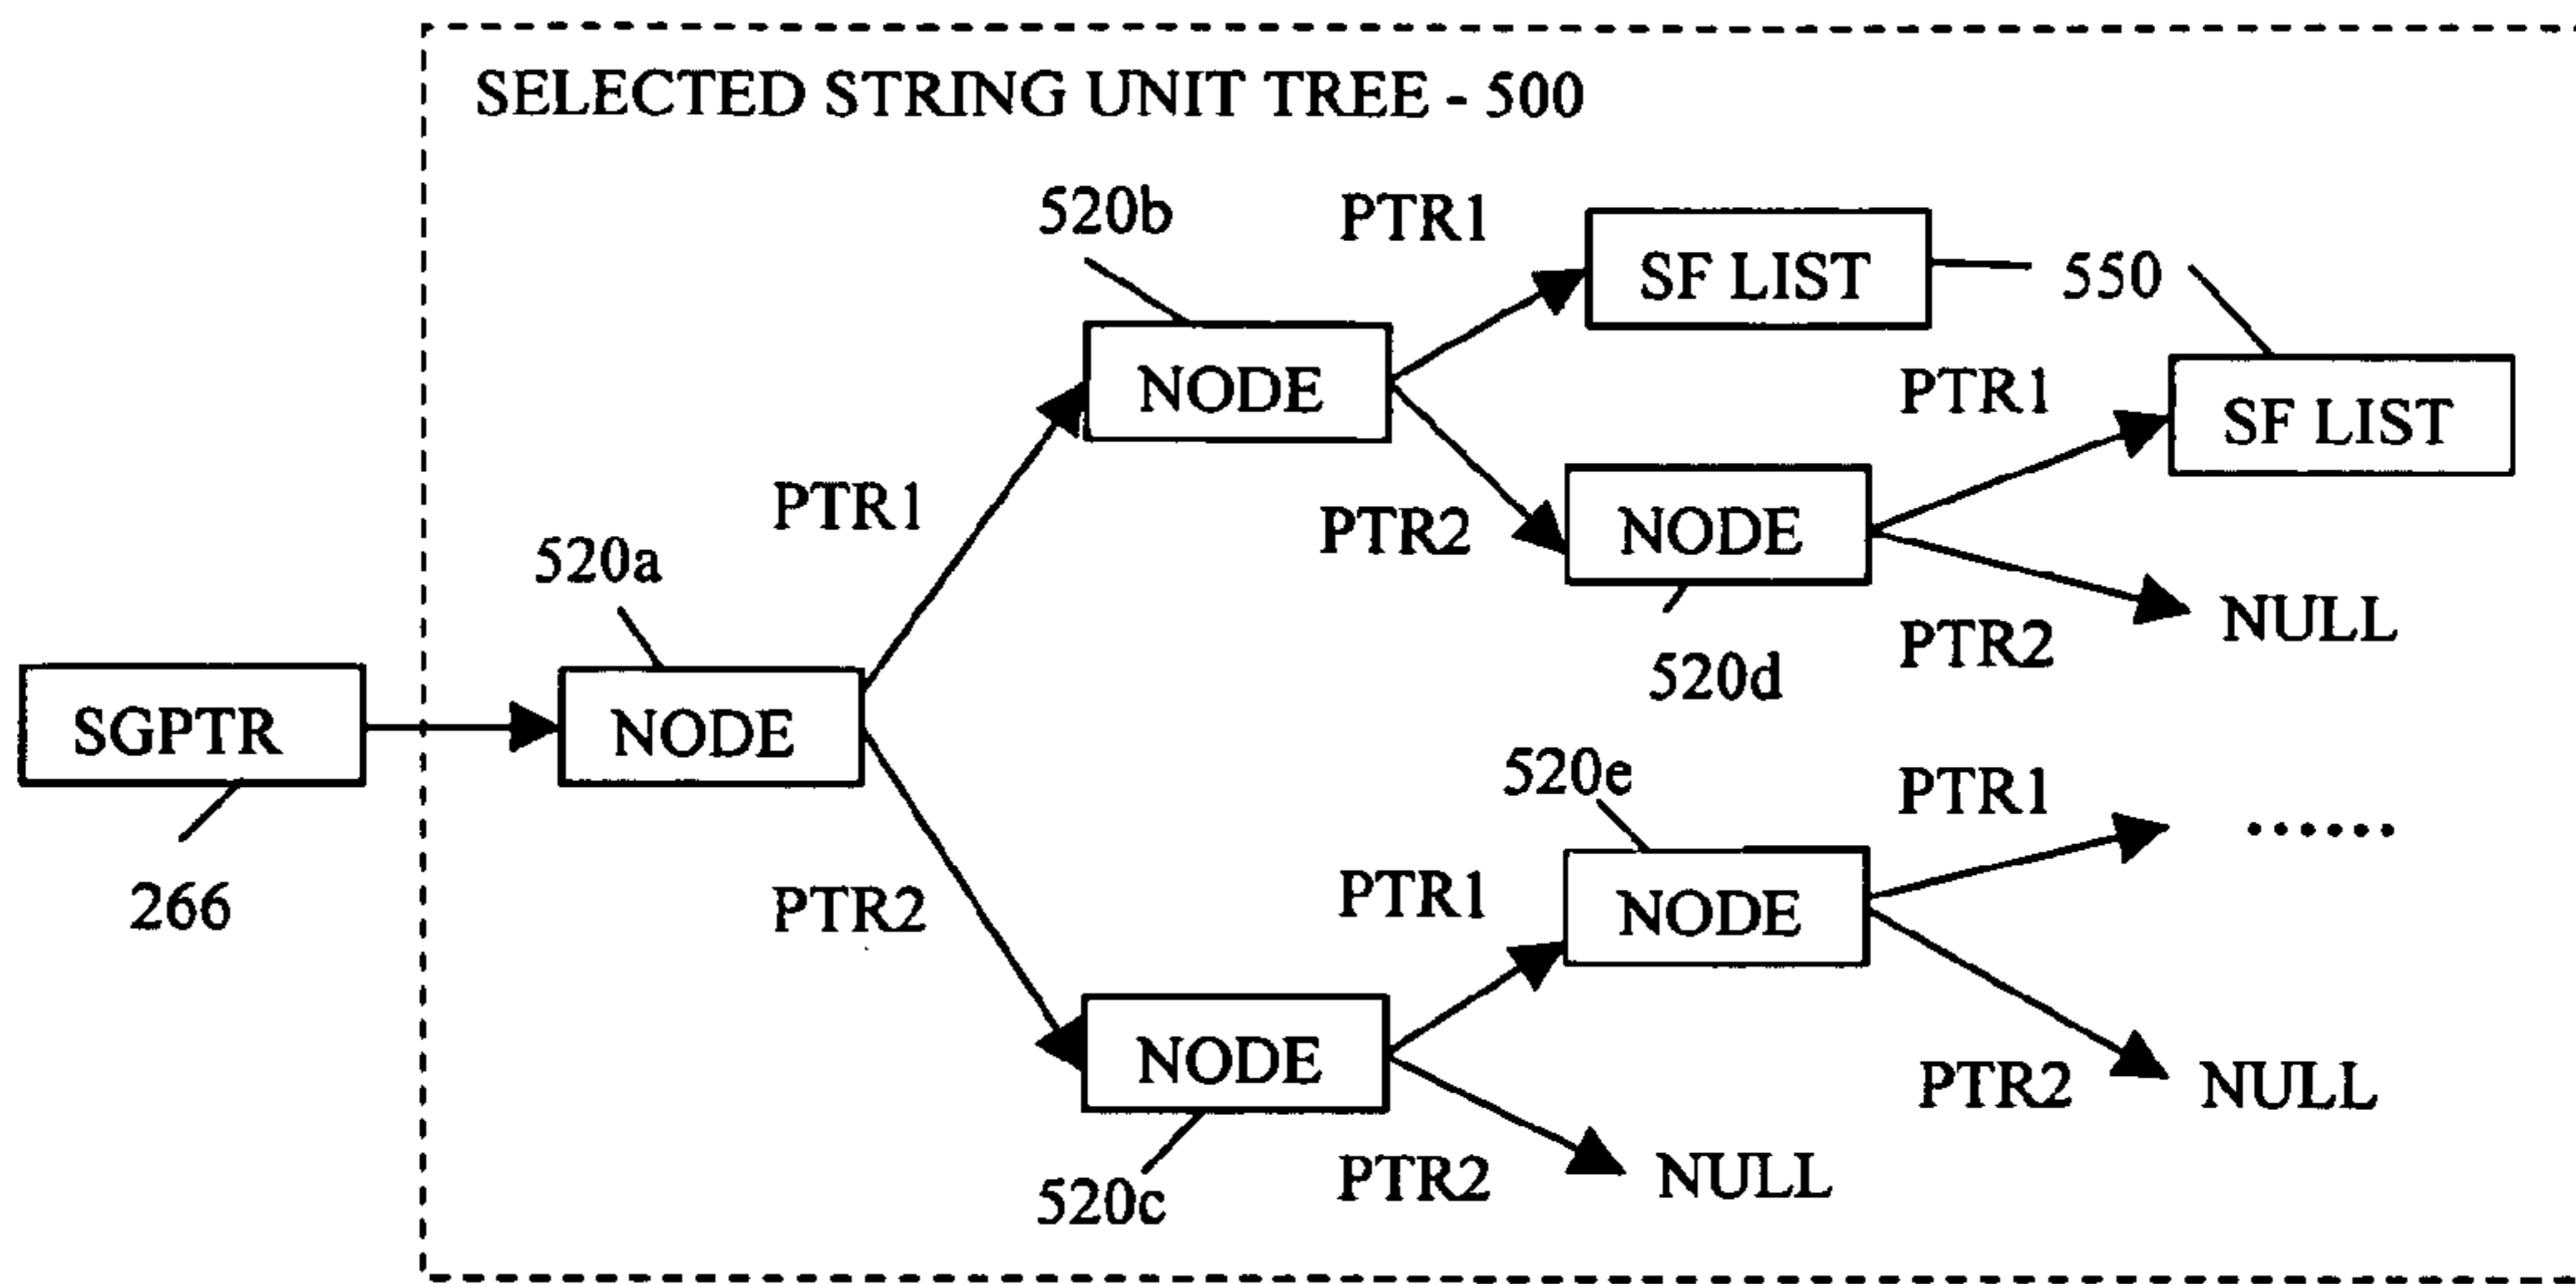 SELECTED STRING UNIT TREE - 500
520b
PTR1
SF LIST
550
NODE
PTR1
SF LIST
PTR1
520a
PTR2
NODE
520d
PTR2
NULL
SGPTR
266
NODE
PTR2
520e
PTR1
NODE
PTR1
......
NODE
520c
PTR2
NULL
PTR2
NULL